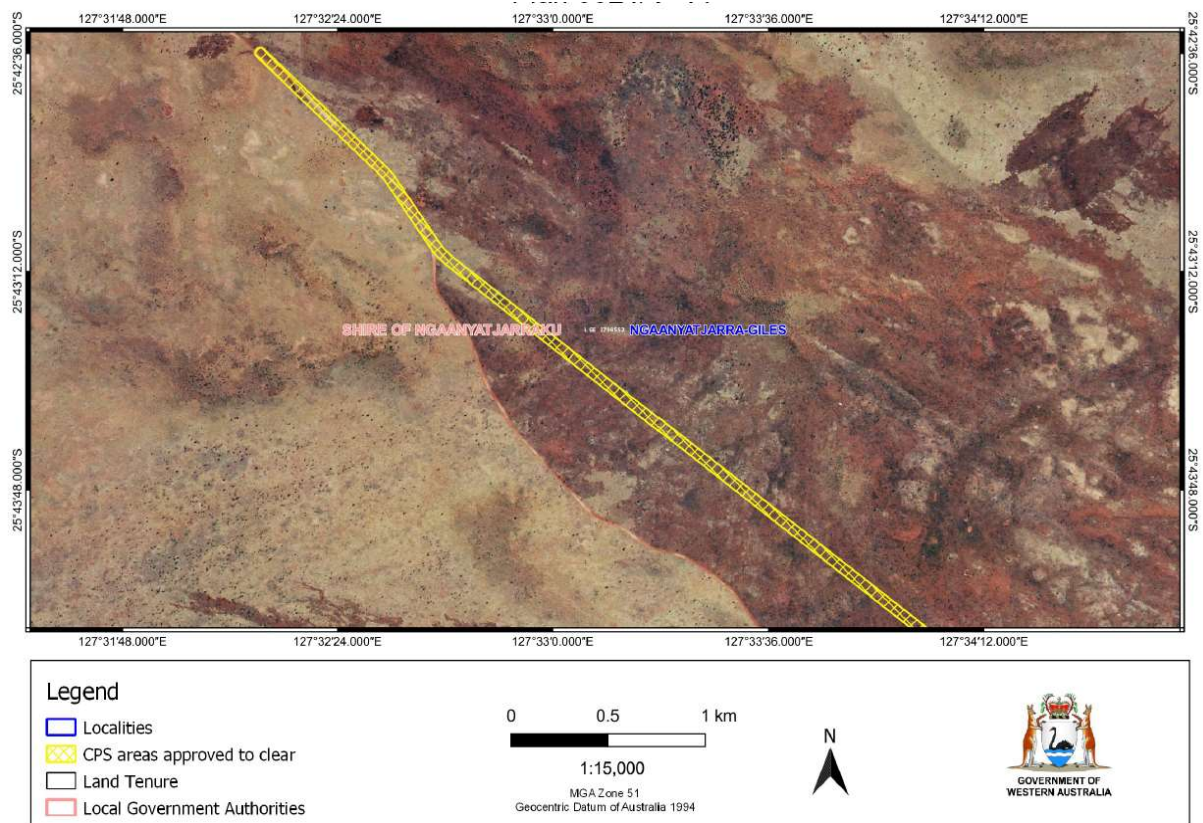 127°31'48.000"E 127°32'24.000"E 127°33'0.000"E 127°33'36.000"E 127°34'12.000"E
25°42'36.000"S 25°42'36.000"S
25°43'12.000"S 25°43'12.000"S
SHIRE OF NGAANYATJARRAKU NGAANYATJARRA-GILES
25°43'48.000"S 25°43'48.000"S
127°31'48.000"E 127°32'24.000"E 127°33'0.000"E 127°33'36.000"E 127°34'12.000"E
Legend
Localities
CPS areas approved to clear
Land Tenure
Local Government Authorities
0 0.5 1 km
1:15,000
MGA Zone 51
Geocentric Datum of Australia 1994
N
GOVERNMENT OF
WESTERN AUSTRALIA